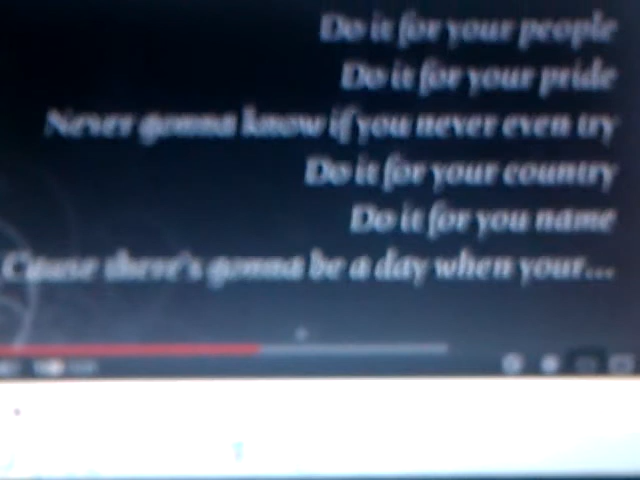 Do it for your people
Do it for your pride
Never gonna know if you never even try
Do it for your country
Do it for you name
Cause there's gonna be a day when your...